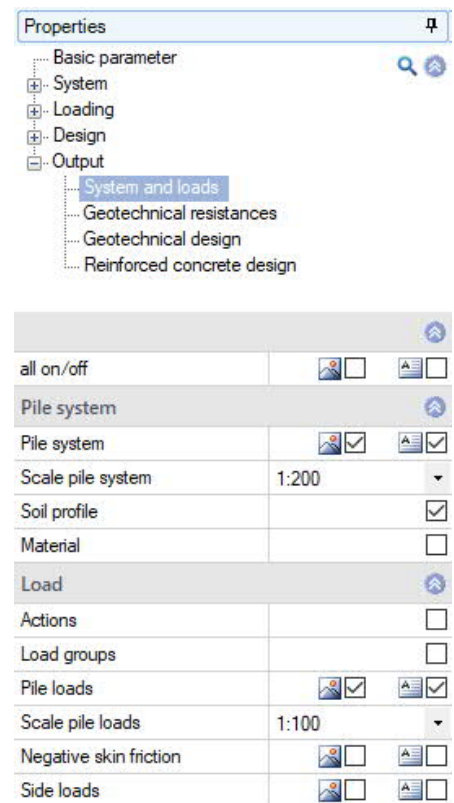 Properties
Basic parameter
System
Loading
Design
Output
System and loads
Geotechnical resistances
Geotechnical design
Reinforced concrete design
all on/off
Pile system
Pile system
Scale pile system 1:200
Soil profile
Material
Load
Actions
Load groups
Pile loads
Scale pile loads 1:100
Negative skin friction
Side loads